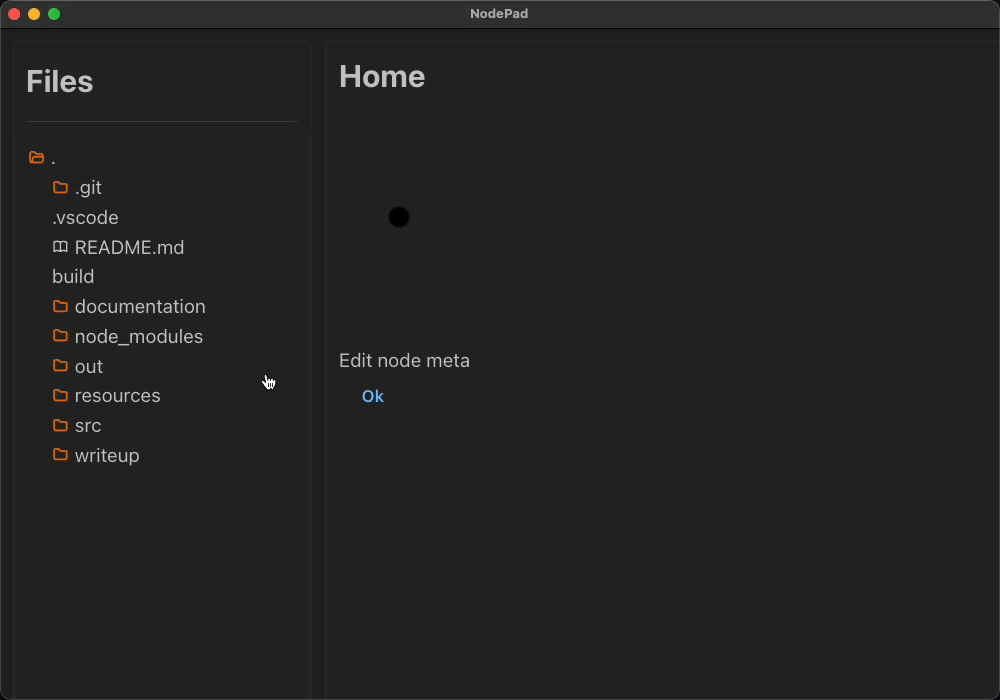 NodePad
Files
.
.git
.vscode
README.md
build
documentation
node_modules
out
resources
src
writeup
Home
Edit node meta
Ok